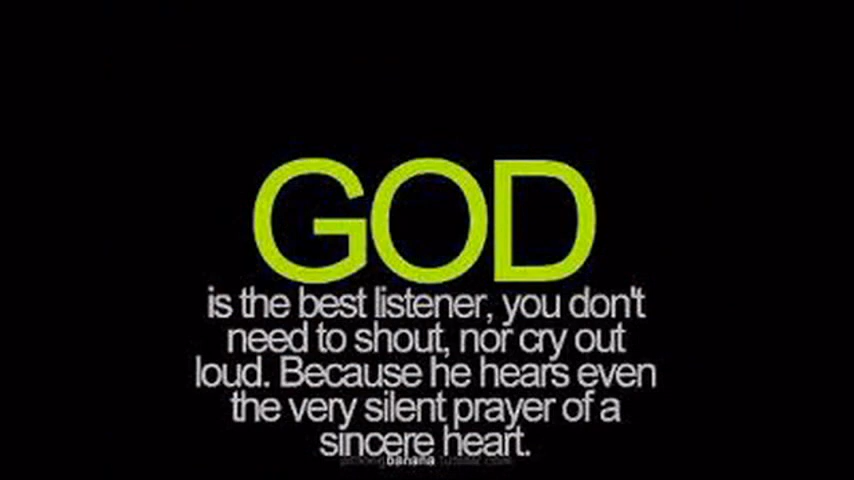 GOD
is the best listener, you don't
need to shout, nor cry out
loud. Because he hears even
the very silent prayer of a
sincere heart.
banana